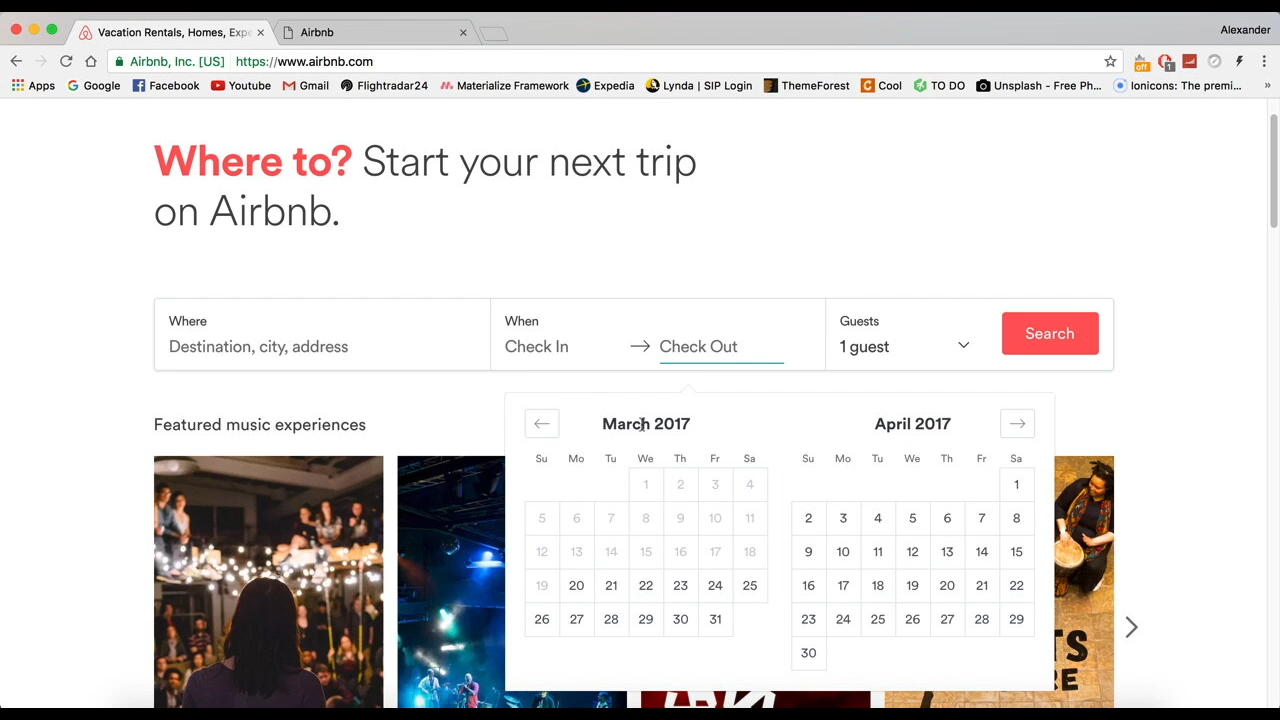 Alexander
Vacation Rentals, Homes, Expe
Airbnb
Airbnb, Inc. [US] https://www.airbnb.com
off 1
Apps Google Facebook Youtube Gmail Flightradar24 Materialize Framework Expedia Lynda | SIP Login ThemeForest Cool TO DO Unsplash - Free Ph... Ionicons: The premi... »
Where to? Start your next trip
on Airbnb.
Where When Guests
Destination, city, address Check In Check Out 1 guest Search
Featured music experiences
March 2017 April 2017
Su Mo Tu We Th Fr Sa Su Mo Tu We Th Fr Sa
1 2 3 4 1
5 6 7 8 9 10 11 2 3 4 5 6 7 8
12 13 14 15 16 17 18 9 10 11 12 13 14 15
19 20 21 22 23 24 25 16 17 18 19 20 21 22
26 27 28 29 30 31 23 24 25 26 27 28 29
30